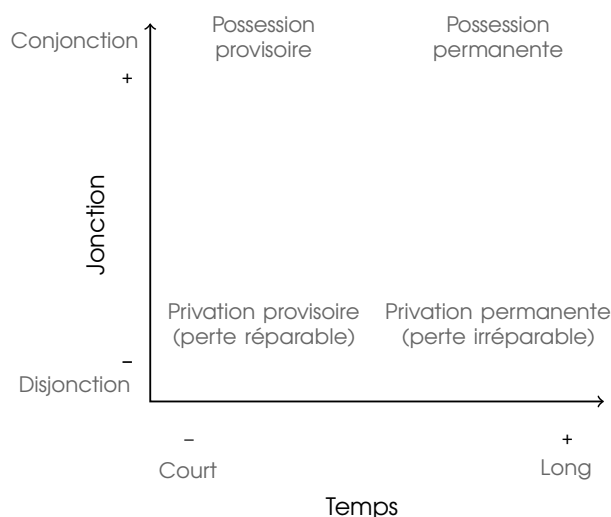 Conjonction
Possession
provisoire
Possession
permanente
+
Jonction
Privation provisoire
(perte réparable)
Privation permanente
(perte irréparable)
–
Disjonction
–
+
Court
Long
Temps